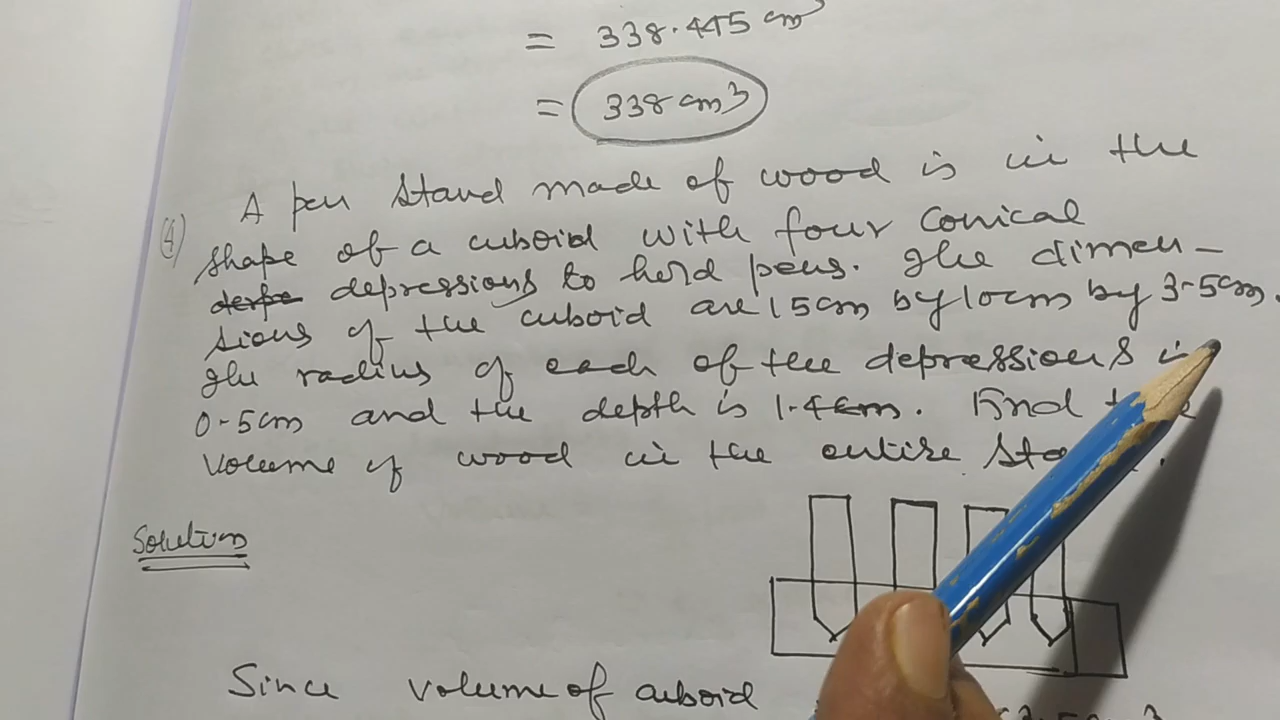 = 338.445 cm³
= 338 cm³
(4) A pen stand made of wood is in the
shape of a cuboid with four conical
depressions to hold pens. The dimen-
sions of the cuboid are 15cm by 10cm by 3.5cm.
The radius of each of the depressions is
0.5cm and the depth is 1.4cm. Find the
volume of wood in the entire
Solution
Since volume of cuboid